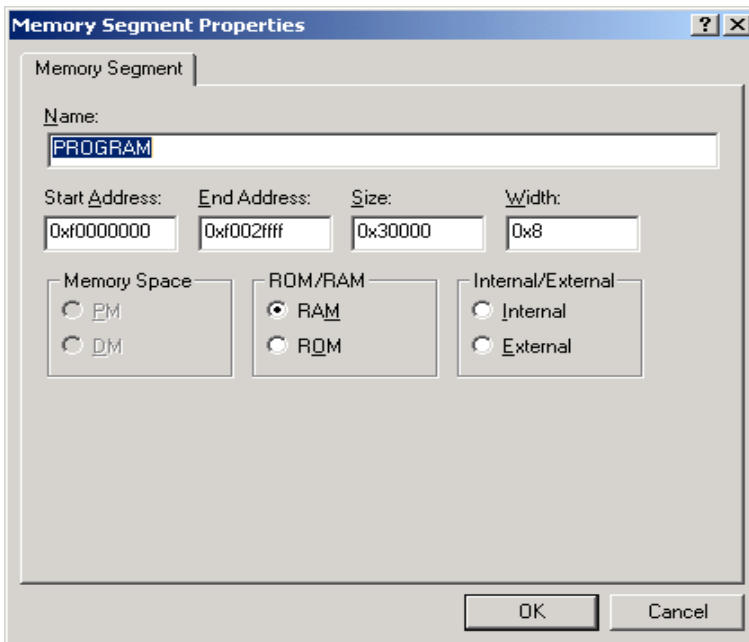 Memory Segment Properties
Memory Segment
Name:
PROGRAM
Start Address: End Address: Size: Width:
0xf0000000 0xf002ffff 0x30000 0x8
Memory Space ROM/RAM Internal/External
PM RAM Internal
DM ROM External
OK Cancel